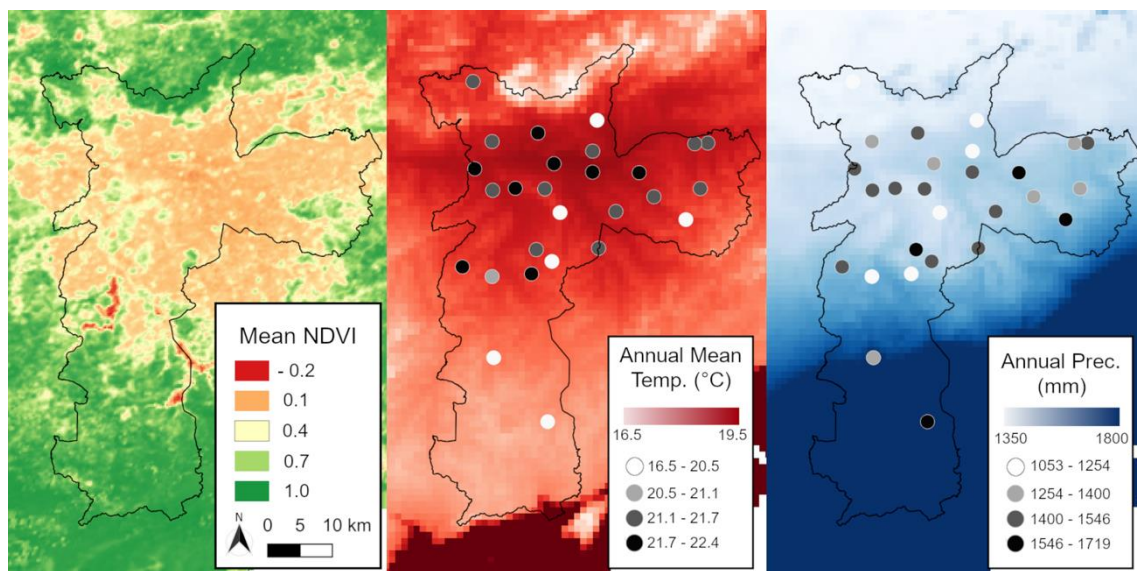 Mean NDVI
- 0.2
0.1
0.4
0.7
1.0
N
0 5 10 km
Annual Mean
Temp. (°C)
16.5 19.5
16.5 - 20.5
20.5 - 21.1
21.1 - 21.7
21.7 - 22.4
Annual Prec.
(mm)
1350 1800
1053 - 1254
1254 - 1400
1400 - 1546
1546 - 1719